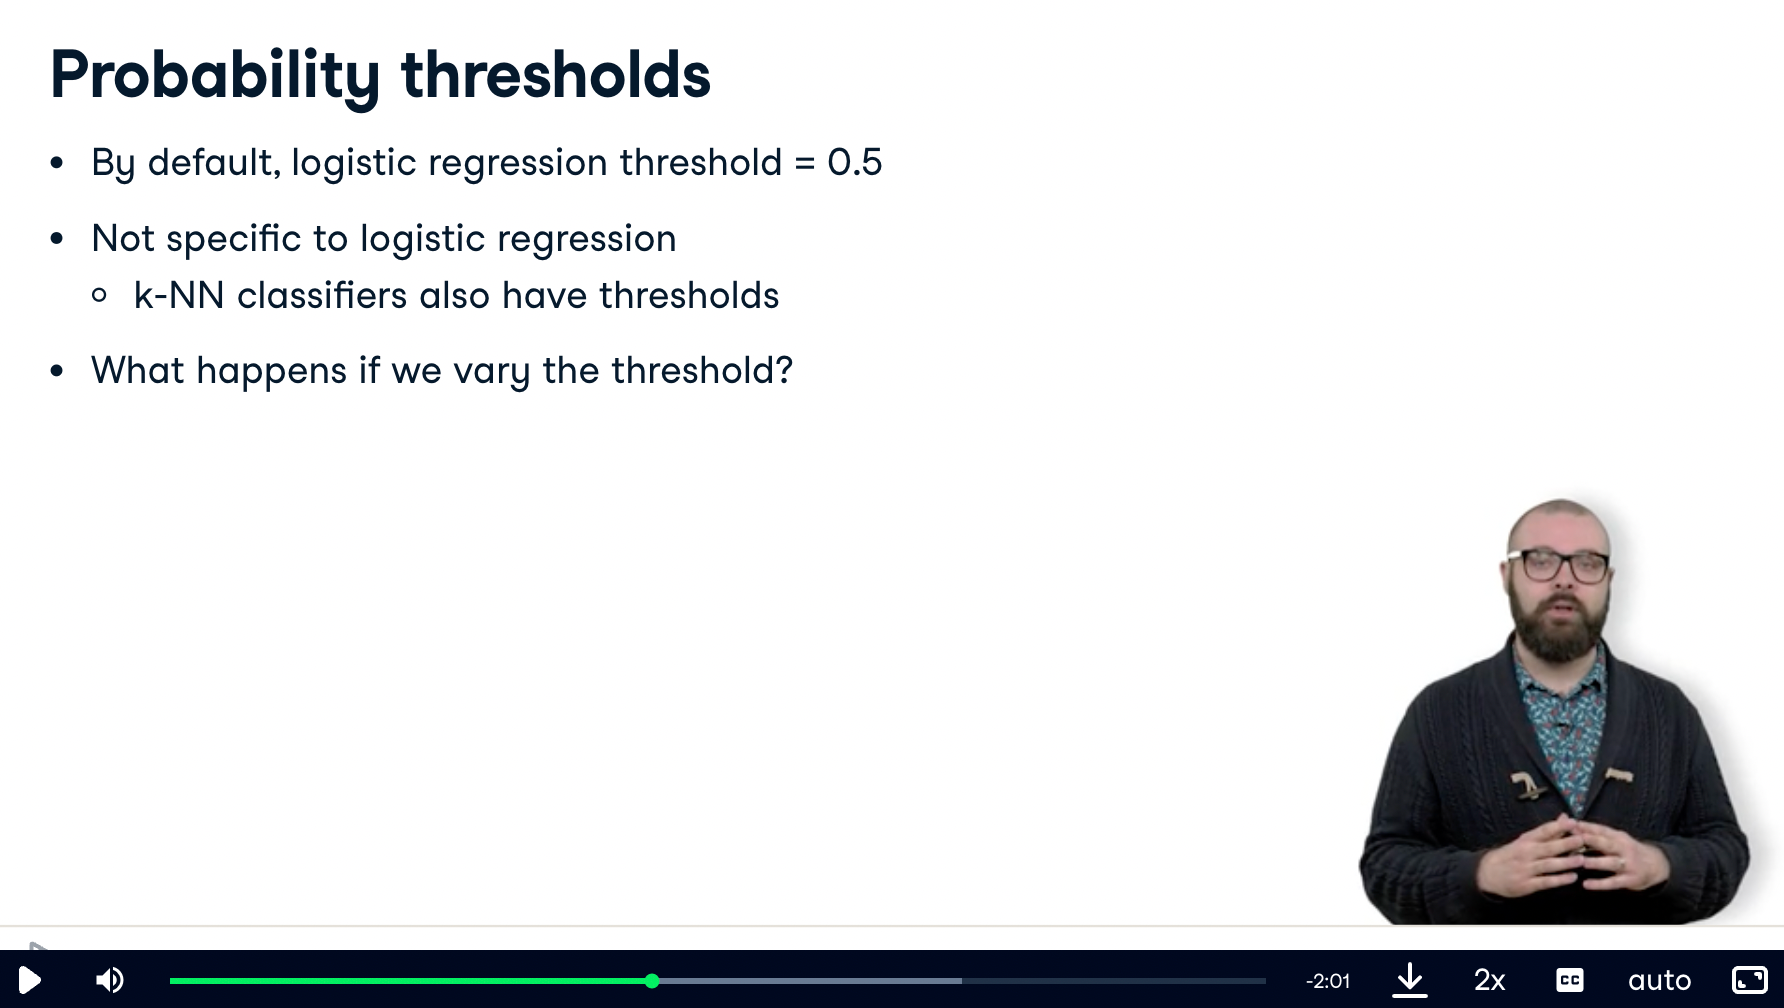 Probability thresholds
• By default, logistic regression threshold = 0.5
• Not specific to logistic regression
○ k-NN classifiers also have thresholds
• What happens if we vary the threshold?
-2:01 2x CC auto